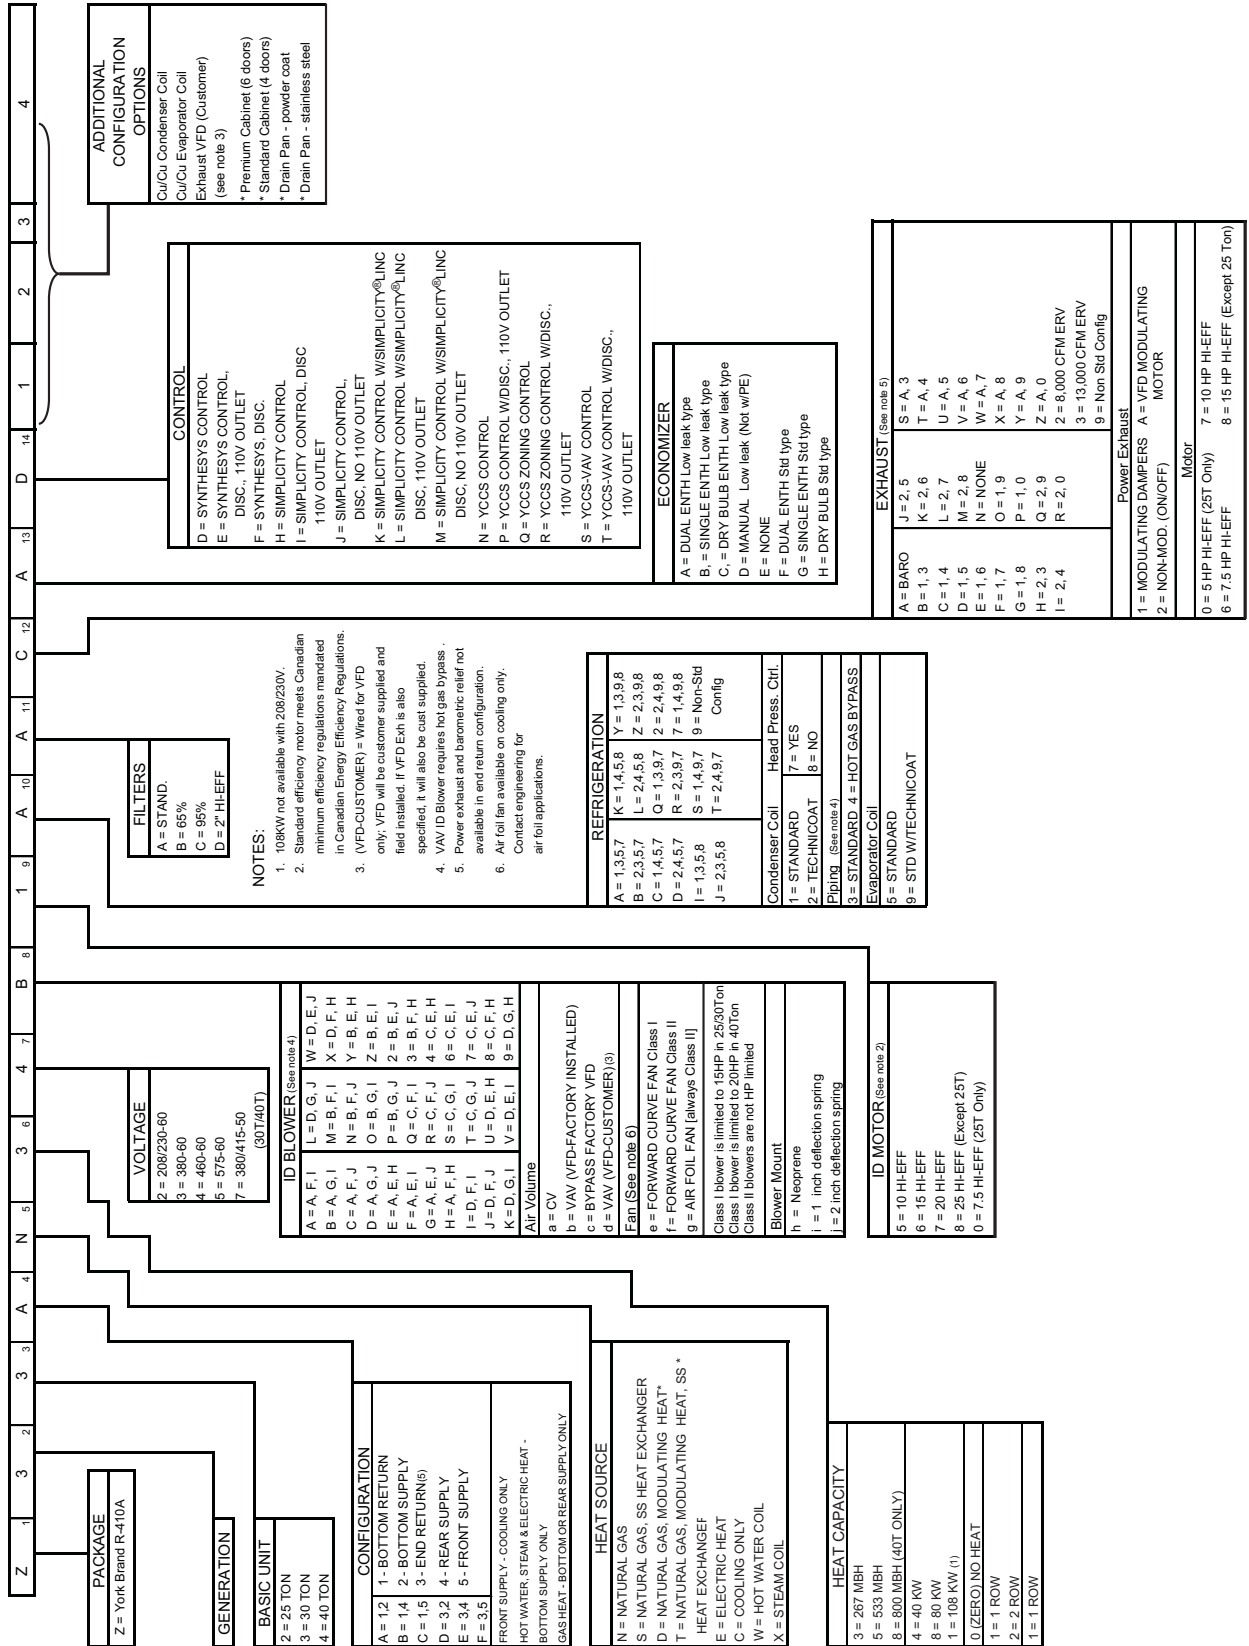 Z 1 3 2 3 3 A 4 N 5 3 6 4 7 B 8 1 9 A 10 A 11 C 12 A 13 D 14 1 2 3 4
PACKAGE
Z = York Brand R-410A
GENERATION
BASIC UNIT
2 = 25 TON
3 = 30 TON
4 = 40 TON
CONFIGURATION
A = 1,2 1 - BOTTOM RETURN
B = 1,4 2 - BOTTOM SUPPLY
C = 1,5 3 - END RETURN(5)
D = 3,2 4 - REAR SUPPLY
E = 3,4 5 - FRONT SUPPLY
F = 3,5
FRONT SUPPLY - COOLING ONLY
HOT WATER, STEAM & ELECTRIC HEAT -
BOTTOM SUPPLY ONLY
GAS HEAT - BOTTOM OR REAR SUPPLY ONLY
HEAT SOURCE
N = NATURAL GAS
S = NATURAL GAS, SS HEAT EXCHANGER
D = NATURAL GAS, MODULATING HEAT*
T = NATURAL GAS, MODULATING HEAT, SS *
HEAT EXCHANGEF
E = ELECTRIC HEAT
C = COOLING ONLY
W = HOT WATER COIL
X = STEAM COIL
HEAT CAPACITY
3 = 267 MBH
5 = 533 MBH
8 = 800 MBH (40T ONLY)
4 = 40 KW
8 = 80 KW
1 = 108 KW (1)
0 (ZERO) NO HEAT
1 = 1 ROW
2 = 2 ROW
1 = 1 ROW
VOLTAGE
2 = 208/230-60
3 = 380-60
4 = 460-60
5 = 575-60
7 = 380/415-50
(30T/40T)
ID BLOWER (See note 4)
A = A, F, I L = D, G, J W = D, E, J
B = A, G, I M = B, F, I X = D, F, H
C = A, F, J N = B, F, J Y = B, E, H
D = A, G, J O = B, G, I Z = B, E, I
E = A, E, H P = B, G, J 2 = B, E, J
F = A, E, I Q = C, F, I 3 = B, F, H
G = A, E, J R = C, F, J 4 = C, E, H
H = A, F, H S = C, G, I 6 = C, E, I
I = D, F, I T = C, G, J 7 = C, E, J
J = D, F, J U = D, E, H 8 = C, F, H
K = D, G, I V = D, E, I 9 = D, G, H
Air Volume
a = CV
b = VAV (VFD-FACTORY INSTALLED)
c = BYPASS FACTORY VFD
d = VAV (VFD-CUSTOMER),(3)
Fan (See note 6)
e = FORWARD CURVE FAN Class I
f = FORWARD CURVE FAN Class II
g = AIR FOIL FAN [always Class II]
Class I blower is limited to 15HP in 25/30Ton
Class I blower is limited to 20HP in 40Ton
Class II blowers are not HP limited
Blower Mount
h = Neoprene
i = 1 inch deflection spring
j = 2 inch deflection spring
ID MOTOR (See note 2)
5 = 10 HI-EFF
6 = 15 HI-EFF
7 = 20 HI-EFF
8 = 25 HI-EFF (Except 25T)
0 = 7.5 HI-EFF (25T Only)
FILTERS
A = STAND.
B = 65%
C = 95%
D = 2" HI-EFF
NOTES:
1. 108KW not available with 208/230V.
2. Standard efficiency motor meets Canadian
minimum efficiency regulations mandated
in Canadian Energy Efficiency Regulations.
3. (VFD-CUSTOMER) = Wired for VFD
only; VFD will be customer supplied and
field installed. If VFD Exh is also
specified, it will also be cust supplied.
4. VAV ID Blower requires hot gas bypass .
5. Power exhaust and barometric relief not
available in end return configuration.
6. Air foil fan available on cooling only.
Contact engineering for
air foil applications.
REFRIGERATION
A = 1,3,5,7 K = 1,4,5,8 Y = 1,3,9,8
B = 2,3,5,7 L = 2,4,5,8 Z = 2,3,9,8
C = 1,4,5,7 Q = 1,3,9,7 2 = 2,4,9,8
D = 2,4,5,7 R = 2,3,9,7 7 = 1,4,9,8
I = 1,3,5,8 S = 1,4,9,7 9 = Non-Std
J = 2,3,5,8 T = 2,4,9,7 Config
Condenser Coil Head Press. Ctrl.
1 = STANDARD 7 = YES
2 = TECHNICOAT 8 = NO
Piping (See note 4)
3 = STANDARD 4 = HOT GAS BYPASS
Evaporator Coil
5 = STANDARD
9 = STD W/TECHNICOAT
ADDITIONAL
CONFIGURATION
OPTIONS
Cu/Cu Condenser Coil
Cu/Cu Evaporator Coil
Exhaust VFD (Customer)
(see note 3)
* Premium Cabinet (6 doors)
* Standard Cabinet (4 doors)
* Drain Pan - powder coat
* Drain Pan - stainless steel
CONTROL
D = SYNTHESYS CONTROL
E = SYNTHESYS CONTROL,
DISC., 110V OUTLET
F = SYNTHESYS, DISC.
H = SIMPLICITY CONTROL
I = SIMPLICITY CONTROL, DISC
110V OUTLET
J = SIMPLICITY CONTROL,
DISC, NO 110V OUTLET
K = SIMPLICITY CONTROL W/SIMPLICITY®LINC
L = SIMPLICITY CONTROL W/SIMPLICITY®LINC
DISC, 110V OUTLET
M = SIMPLICITY CONTROL W/SIMPLICITY®LINC
DISC, NO 110V OUTLET
N = YCCS CONTROL
P = YCCS CONTROL W/DISC., 110V OUTLET
Q = YCCS ZONING CONTROL
R = YCCS ZONING CONTROL W/DISC.,
110V OUTLET
S = YCCS-VAV CONTROL
T = YCCS-VAV CONTROL W/DISC.,
110V OUTLET
ECONOMIZER
A = DUAL ENTH Low leak type
B, = SINGLE ENTH Low leak type
C, = DRY BULB ENTH Low leak type
D = MANUAL Low leak (Not w/PE)
E = NONE
F = DUAL ENTH Std type
G = SINGLE ENTH Std type
H = DRY BULB Std type
EXHAUST (See note 5)
A = BARO J = 2, 5 S = A, 3
B = 1, 3 K = 2, 6 T = A, 4
C = 1, 4 L = 2, 7 U = A, 5
D = 1, 5 M = 2, 8 V = A, 6
E = 1, 6 N = NONE W = A, 7
F = 1, 7 O = 1, 9 X = A, 8
G = 1, 8 P = 1, 0 Y = A, 9
H = 2, 3 Q = 2, 9 Z = A, 0
I = 2, 4 R = 2, 0 2 = 8,000 CFM ERV
3 = 13,000 CFM ERV
9 = Non Std Config
Power Exhaust
1 = MODULATING DAMPERS A = VFD MODULATING
2 = NON-MOD. (ON/OFF) MOTOR
Motor
0 = 5 HP HI-EFF (25T Only) 7 = 10 HP HI-EFF
6 = 7.5 HP HI-EFF 8 = 15 HP HI-EFF (Except 25 Ton)